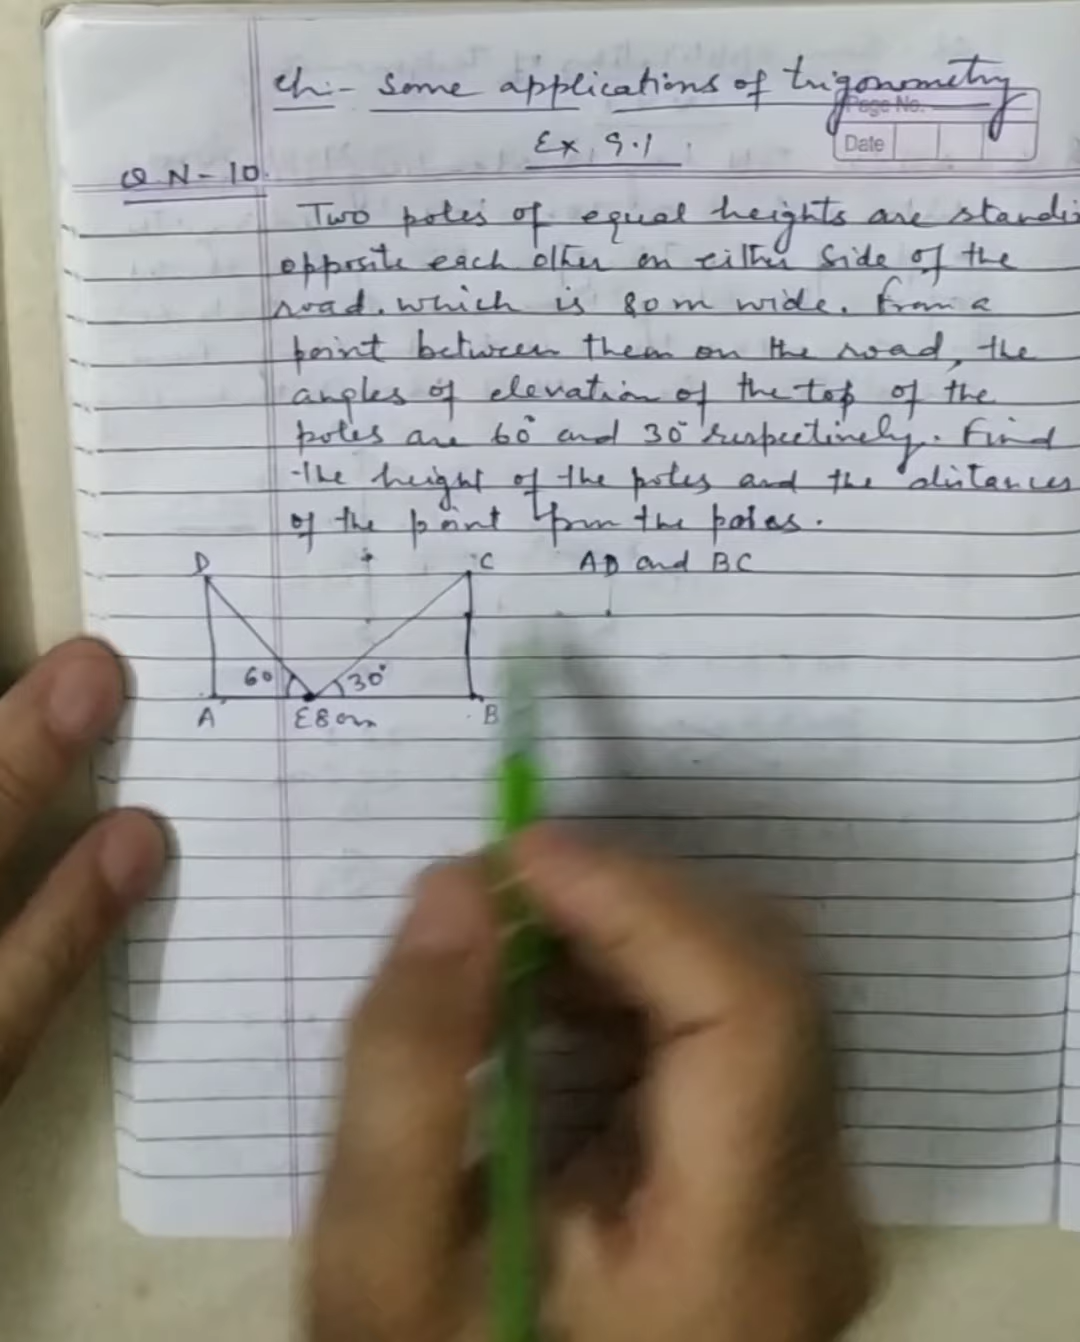 Ch:- Some applications of trigonometry
Page No.
Date
Ex 9.1
Q N-10.
Two poles of equal heights are standi
opposite each other on either side of the
road. which is 80m wide. From a
point between them on the road, the
angles of elevation of the top of the
poles are 60° and 30° respectively. Find
the height of the poles and the distances
of the point from the poles.
D C AD and BC
60 30°
A E 80m B